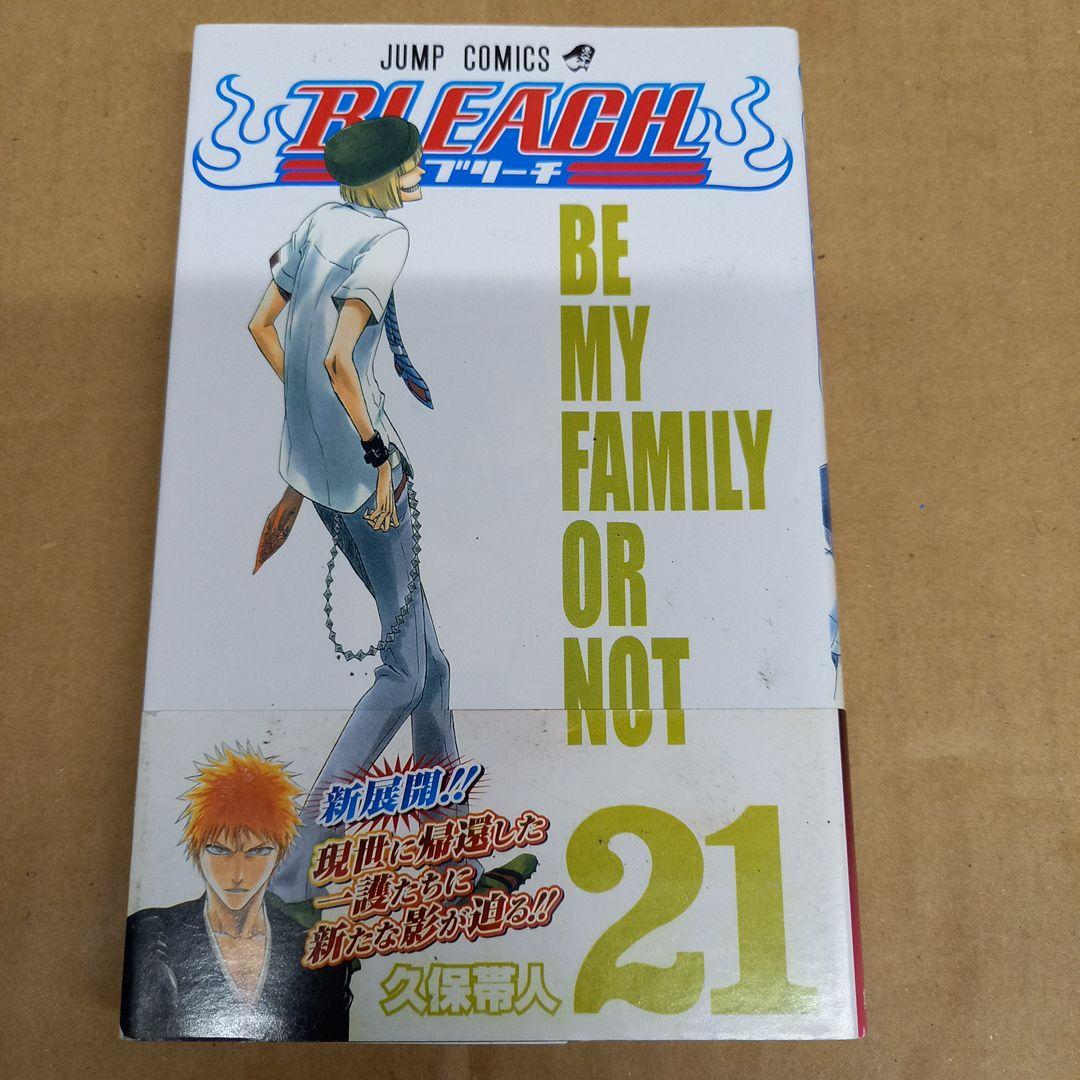 JUMP COMICS
BLEACH
ブリーチ
BE
MY
FAMILY
OR
NOT
新展開!!
現世に帰還した
一護たちに
新たな影が迫る!!
久保帯人
21